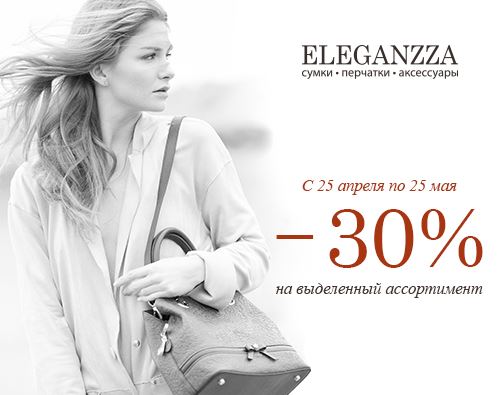 ELEGANZZA
сумки • перчатки • аксессуары
С 25 апреля по 25 мая
– 30%
на выделенный ассортимент